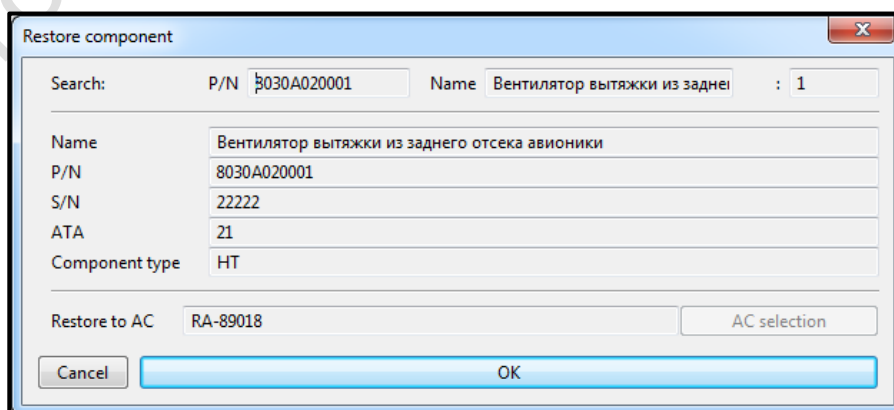 Restore component
Search: P/N 8030A020001 Name Вентилятор вытяжки из задне : 1
Name Вентилятор вытяжки из заднего отсека авионики
P/N 8030A020001
S/N 22222
ATA 21
Component type HT
Restore to AC RA-89018 AC selection
Cancel OK